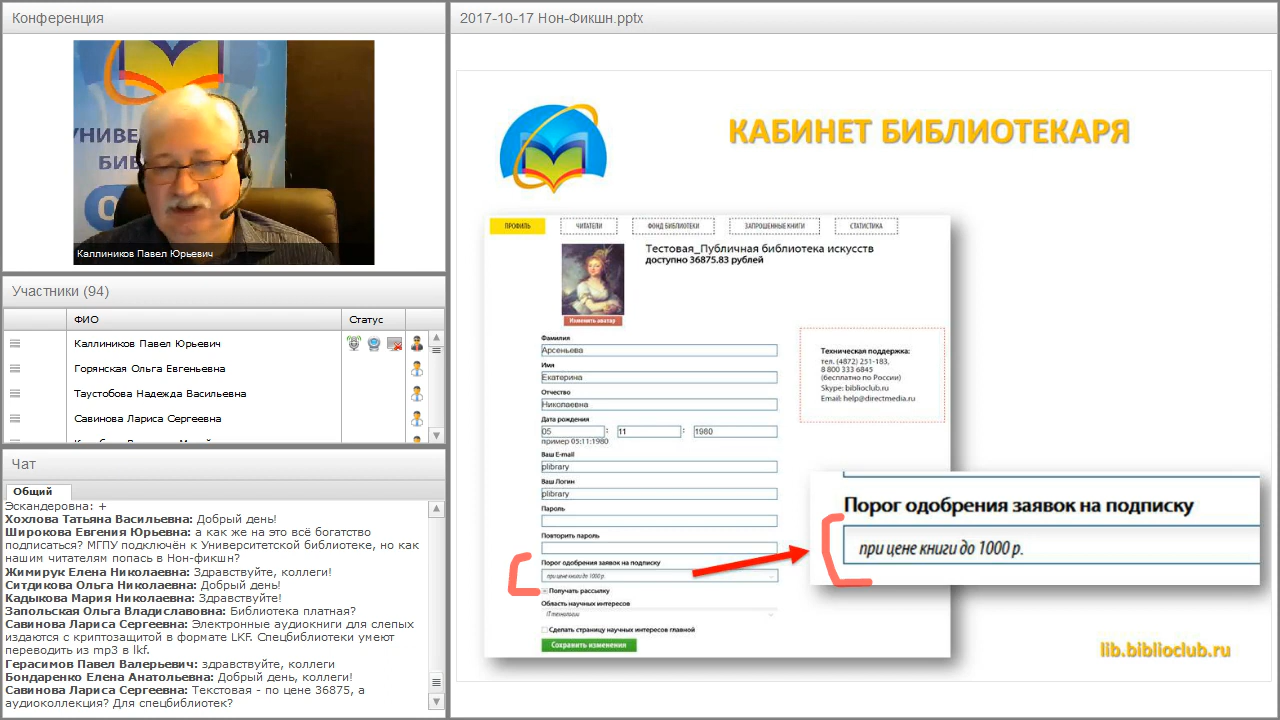 Конференция
УНИВЕРСИТЕТСКАЯ
Каллиников Павел Юрьевич
Участники (94)
ФИО
Статус
Каллиников Павел Юрьевич
Горянская Ольга Евгеньевна
Таустобова Надежда Васильевна
Савинова Лариса Сергеевна
Чат
Общий
Эскандеровна: +
Хохлова Татьяна Васильевна: Добрый день!
Широкова Евгения Юрьевна: а как же на это всё богатство
подписаться? МГПУ подключён к Университетской библиотеке, но как
нашим читателям попась в Нон-фикшн?
Жимирук Елена Николаевна: Здравствуйте, коллеги!
Ситдикова Ольга Николаевна: Добрый день!
Кадыкова Мария Николаевна: Здравствуйте!
Запольская Ольга Владиславовна: Библиотека платная?
Савинова Лариса Сергеевна: Электронные аудиокниги для слепых
издаются с криптозащитой в формате LKF. Специалисты умеют
переводить из mp3 в lkf.
Герасимов Павел Валерьевич: здравствуйте, коллеги
Бондаренко Елена Анатольевна: Добрый день, коллеги!
Савинова Лариса Сергеевна: Текстовая - по цене 36875, а
аудиоколлекция? Для спецбиблиотек?
2017-10-17 Нон-Фикшн.pptx
КАБИНЕТ БИБЛИОТЕКАРЯ
ПРОФИЛЬ
ЧИТАТЕЛИ
ФОНД БИБЛИОТЕКИ
ЗАПРОШЕННЫЕ КНИГИ
СТАТИСТИКА
Тестовая_Публичная библиотека искусств
доступно 36875.83 рублей
Изменить аватар
Фамилия
Арсеньева
Имя
Екатерина
Отчество
Николаевна
Дата рождения
05 : 11 : 1980
пример 05:11:1980
Ваш E-mail
plibrary
Ваш Логин
plibrary
Пароль
Повторить пароль
Порог одобрения заявок на подписку
при цене книги до 1000 р.
Получать рассылку
Область научных интересов
IT-технологии
Сделать страницу научных интересов главной
Сохранить изменения
Техническая поддержка:
тел. (4872) 251-183,
8 800 333 6845
(бесплатно по России)
Skype: biblioclub.ru
Email: help@directmedia.ru
Порог одобрения заявок на подписку
при цене книги до 1000 р.
lib.biblioclub.ru